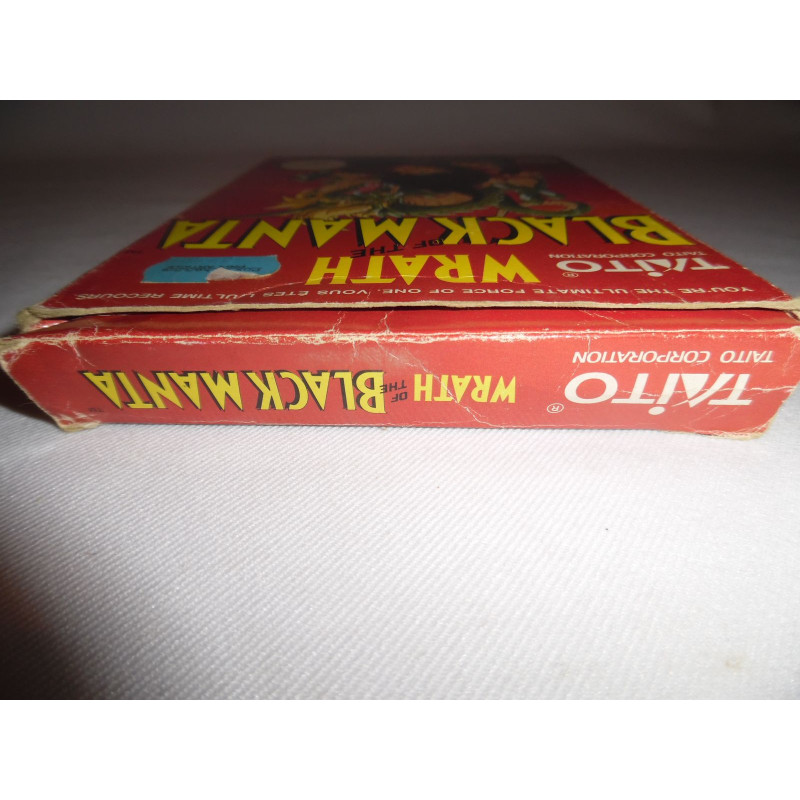 YOU'RE THE ULTIMATE FORCE OF ONE. VOUS ETES L'ULTIME RECOURS
TAITO®
TAITO CORPORATION
WRATH
OF THE
BLACK MANTA
TAITO®
TAITO CORPORATION
WRATH
OF THE
BLACK MANTA